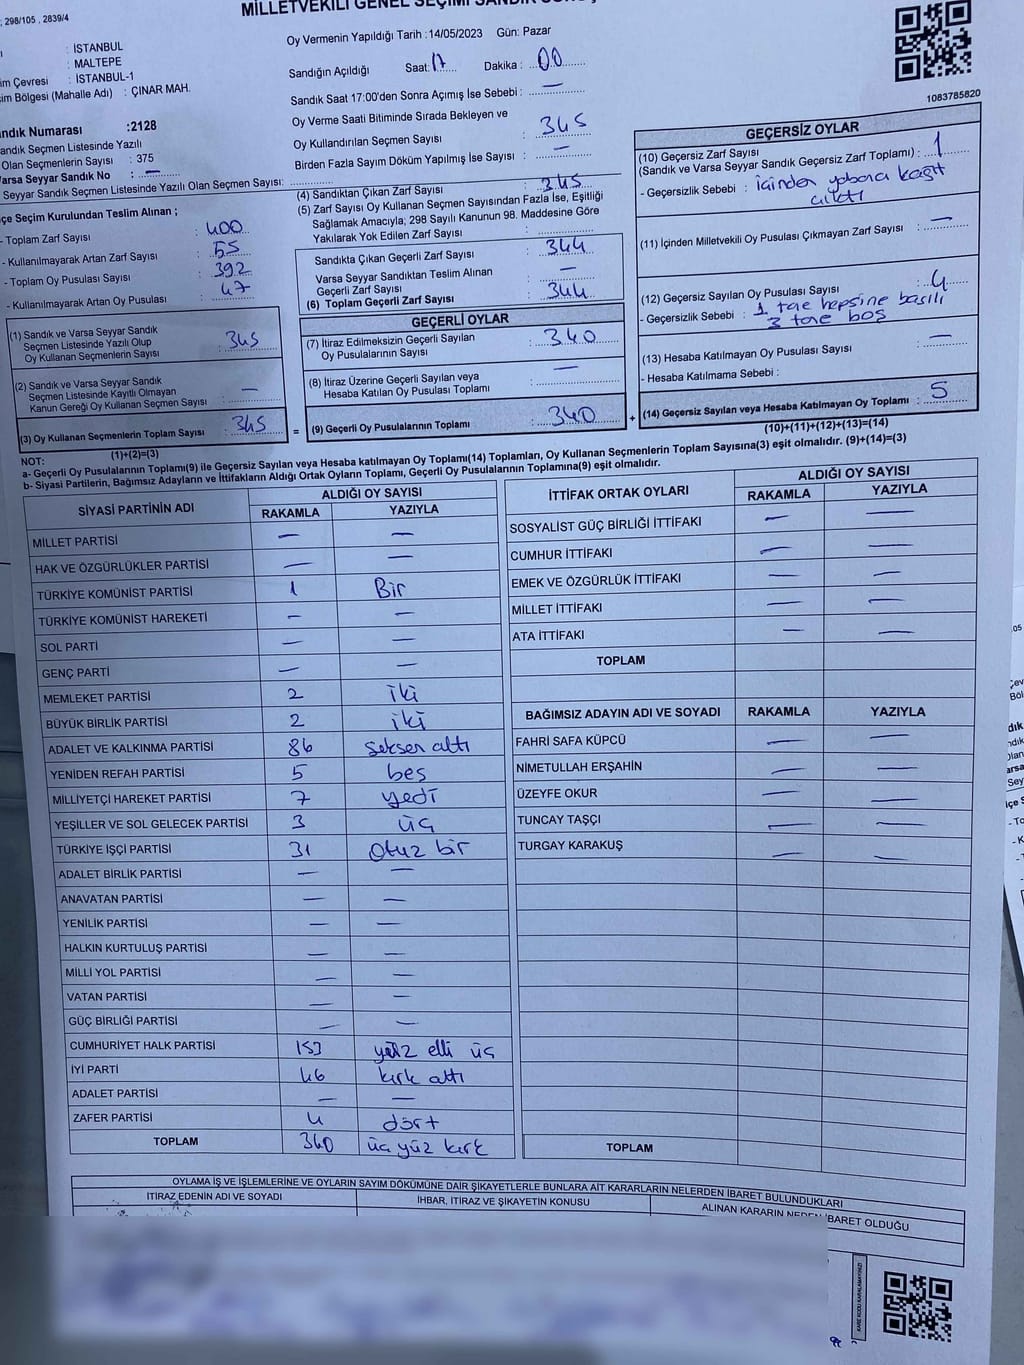 ; 298/105 , 2839/4
MİLLETVEKİLİ GENEL SEÇİMİ SANDIK
: İSTANBUL
: MALTEPE
im Çevresi : İSTANBUL-1
im Bölgesi (Mahalle Adı) : ÇINAR MAH.
andık Numarası :2128
andık Seçmen Listesinde Yazılı
Olan Seçmenlerin Sayısı : 375
Varsa Seyyar Sandık No : —
Seyyar Sandık Seçmen Listesinde Yazılı Olan Seçmen Sayısı:
Oy Vermenin Yapıldığı Tarih :14/05/2023 Gün: Pazar
Sandığın Açıldığı Saat: 17 Dakika : 00
Sandık Saat 17:00'den Sonra Açımış İse Sebebi : —
Oy Verme Saati Bitiminde Sırada Bekleyen ve
Oy Kullandırılan Seçmen Sayısı : 345
Birden Fazla Sayım Döküm Yapılmış İse Sayısı : —
1083785820
çe Seçim Kurulundan Teslim Alınan ;
- Toplam Zarf Sayısı : 400
- Kullanılmayarak Artan Zarf Sayısı : 55
- Toplam Oy Pusulası Sayısı : 392
- Kullanılmayarak Artan Oy Pusulası : 47
(4) Sandıktan Çıkan Zarf Sayısı : 345
(5) Zarf Sayısı Oy Kullanan Seçmen Sayısından Fazla İse, Eşitliği
Sağlamak Amacıyla; 298 Sayılı Kanunun 98. Maddesine Göre
Yakılarak Yok Edilen Zarf Sayısı :
Sandıkta Çıkan Geçerli Zarf Sayısı : 344
Varsa Seyyar Sandıktan Teslim Alınan
Geçerli Zarf Sayısı : —
(6) Toplam Geçerli Zarf Sayısı : 344
(1) Sandık ve Varsa Seyyar Sandık
Seçmen Listesinde Yazılı Olup
Oy Kullanan Seçmenlerin Sayısı : 345
(2) Sandık ve Varsa Seyyar Sandık
Seçmen Listesinde Kayıtlı Olmayan
Kanun Gereği Oy Kullanan Seçmen Sayısı : —
(3) Oy Kullanan Seçmenlerin Toplam Sayısı : 345
(1)+(2)=(3)
=
GEÇERLİ OYLAR
(7) İtiraz Edilmeksizin Geçerli Sayılan
Oy Pusulalarının Sayısı : 340
(8) İtiraz Üzerine Geçerli Sayılan veya
Hesaba Katılan Oy Pusulası Toplamı : —
(9) Geçerli Oy Pusulalarının Toplamı : 340
+
GEÇERSİZ OYLAR
(10) Geçersiz Zarf Sayısı
(Sandık ve Varsa Seyyar Sandık Geçersiz Zarf Toplamı) : 1
- Geçersizlik Sebebi : içinden yabancı kağıt
çıktı
(11) İçinden Milletvekili Oy Pusulası Çıkmayan Zarf Sayısı : —
(12) Geçersiz Sayılan Oy Pusulası Sayısı : 4
- Geçersizlik Sebebi : 1 tane hepsine basılı
3 tane boş
(13) Hesaba Katılmayan Oy Pusulası Sayısı : —
- Hesaba Katılmama Sebebi :
(14) Geçersiz Sayılan veya Hesaba Katılmayan Oy Toplamı : 5
(10)+(11)+(12)+(13)=(14)
NOT:
a- Geçerli Oy Pusulalarının Toplamı(9) ile Geçersiz Sayılan veya Hesaba katılmayan Oy Toplamı(14) Toplamları, Oy Kullanan Seçmenlerin Toplam Sayısına(3) eşit olmalıdır. (9)+(14)=(3)
b- Siyasi Partilerin, Bağımsız Adayların ve İttifakların Aldığı Ortak Oyların Toplamı, Geçerli Oy Pusulalarının Toplamına(9) eşit olmalıdır.
SİYASİ PARTİNİN ADI ALDIĞI OY SAYISI
RAKAMLA YAZIYLA
MİLLET PARTİSİ — —
HAK VE ÖZGÜRLÜKLER PARTİSİ — —
TÜRKİYE KOMÜNİST PARTİSİ 1 Bir
TÜRKİYE KOMÜNİST HAREKETİ — —
SOL PARTİ — —
GENÇ PARTİ — —
MEMLEKET PARTİSİ 2 iki
BÜYÜK BİRLİK PARTİSİ 2 iki
ADALET VE KALKINMA PARTİSİ 86 seksen altı
YENİDEN REFAH PARTİSİ 5 beş
MİLLİYETÇİ HAREKET PARTİSİ 7 yedi
YEŞİLLER VE SOL GELECEK PARTİSİ 3 üç
TÜRKİYE İŞÇİ PARTİSİ 31 otuz bir
ADALET BİRLİK PARTİSİ — —
ANAVATAN PARTİSİ — —
YENİLİK PARTİSİ — —
HALKIN KURTULUŞ PARTİSİ — —
MİLLİ YOL PARTİSİ — —
VATAN PARTİSİ — —
GÜÇ BİRLİĞİ PARTİSİ — —
CUMHURİYET HALK PARTİSİ 153 yüz elli üç
İYİ PARTİ 46 kırk altı
ADALET PARTİSİ — —
ZAFER PARTİSİ 4 dört
TOPLAM 340 üç yüz kırk
İTTİFAK ORTAK OYLARI ALDIĞI OY SAYISI
RAKAMLA YAZIYLA
SOSYALİST GÜÇ BİRLİĞİ İTTİFAKI — —
CUMHUR İTTİFAKI — —
EMEK VE ÖZGÜRLÜK İTTİFAKI — —
MİLLET İTTİFAKI — —
ATA İTTİFAKI — —
TOPLAM
BAĞIMSIZ ADAYIN ADI VE SOYADI RAKAMLA YAZIYLA
FAHRİ SAFA KÜPCÜ — —
NİMETULLAH ERŞAHİN — —
ÜZEYFE OKUR — —
TUNCAY TAŞÇI — —
TURGAY KARAKUŞ — —
TOPLAM
OYLAMA İŞ VE İŞLEMLERİNE VE OYLARIN SAYIM DÖKÜMÜNE DAİR ŞİKAYETLERLE BUNLARA AİT KARARLARIN NELERDEN İBARET BULUNDUKLARI
İTİRAZ EDENİN ADI VE SOYADI İHBAR, İTİRAZ VE ŞİKAYETİN KONUSU ALINAN KARARIN NEDEN İBARET OLDUĞU
KARE KODU KARALAMAYINIZ!